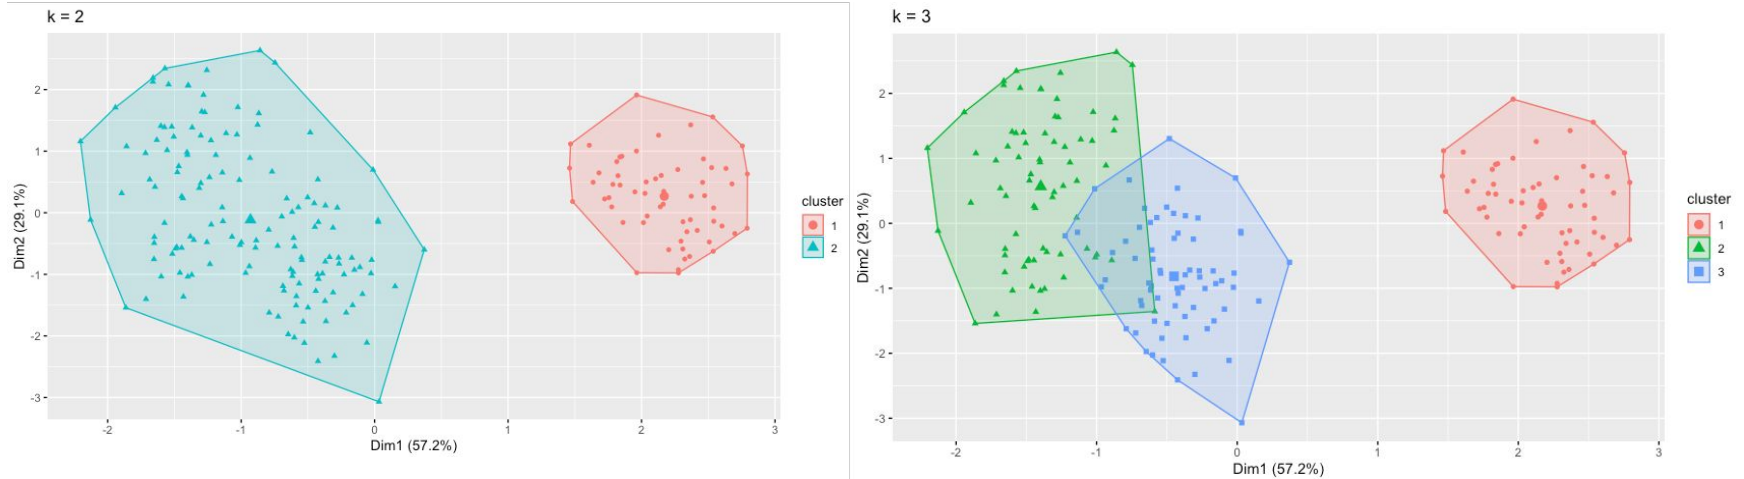 k = 2
2
1
0
-1
-2
-3
Dim2 (29.1%)
-2 -1 0 1 2 3
Dim1 (57.2%)
cluster
1
2
k = 3
2
1
0
-1
-2
-3
Dim2 (29.1%)
-2 -1 0 1 2 3
Dim1 (57.2%)
cluster
1
2
3